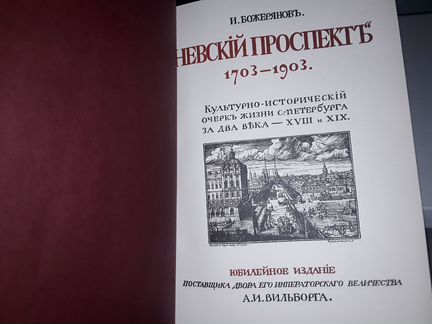 И. БОЖЕРЯНОВЪ.
НЕВСКІЙ ПРОСПЕКТЪ“
1703–1903.
КУЛЬТУРНО-ИСТОРИЧЕСКІЙ
ОЧЕРКЪ ЖИЗНИ С.-ПЕТЕРБУРГА
ЗА ДВА ВѢКА — XVIII и XIX.
ЮБИЛЕЙНОЕ ИЗДАНІЕ
ПОСТАВЩИКА ДВОРА ЕГО ИМПЕРАТОРСКАГО ВЕЛИЧЕСТВА
А.И. ВИЛЬБОРГА.